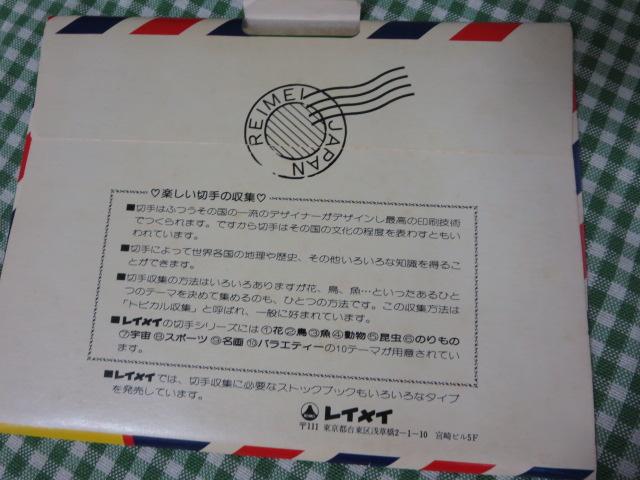 REIMEI JAPAN
♡楽しい切手の収集♡
■切手はふつうその国の一流のデザイナーがデザインし最高の印刷技術
でつくられます。ですから切手はその国の文化の程度を表わすともい
われています。
■切手によって世界各国の地理や歴史、その他いろいろな知識を得るこ
とができます。
■切手収集の方法はいろいろありますが花、鳥、魚…といったあるひと
つのテーマを決めて集めるのも、ひとつの方法です。この収集方法は
「トピカル収集」と呼ばれ、一般に好まれています。
■レイメイの切手シリーズには①花②鳥③魚④動物⑤昆虫⑥のりもの
⑦宇宙⑧スポーツ⑨名画⑩バラエティーの10テーマが用意されてい
ます。
■レイメイでは、切手収集に必要なストックブックもいろいろなタイプ
を発売しています。
レイメイ
〒111 東京都台東区浅草橋2-1-10 宮崎ビル5F